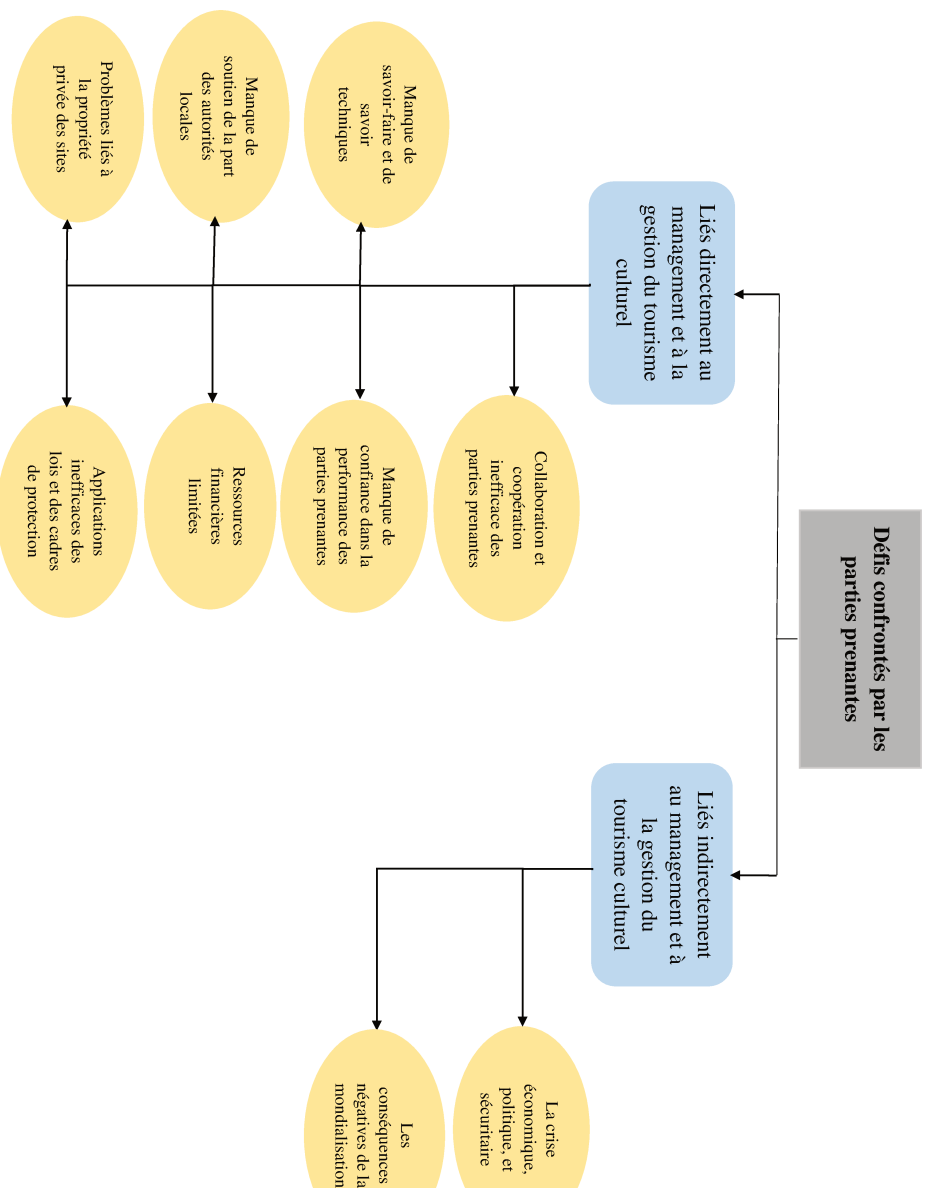 Défis confrontés par les
parties prenantes
Liés directement au
management et à la
gestion du tourisme
culturel
Liés indirectement
au management et à
la gestion du
tourisme culturel
Collaboration et
coopération
inefficace des
parties prenantes
Manque de
savoir-faire et de
savoir
techniques
Manque de
confiance dans la
performance des
parties prenantes
Manque de
soutien de la part
des autorités
locales
Ressources
financières
limitées
Problèmes liés à
la propriété
privée des sites
Applications
inefficaces des
lois et des cadres
de protection
La crise
économique,
politique, et
sécuritaire
Les
conséquences
négatives de la
mondialisation